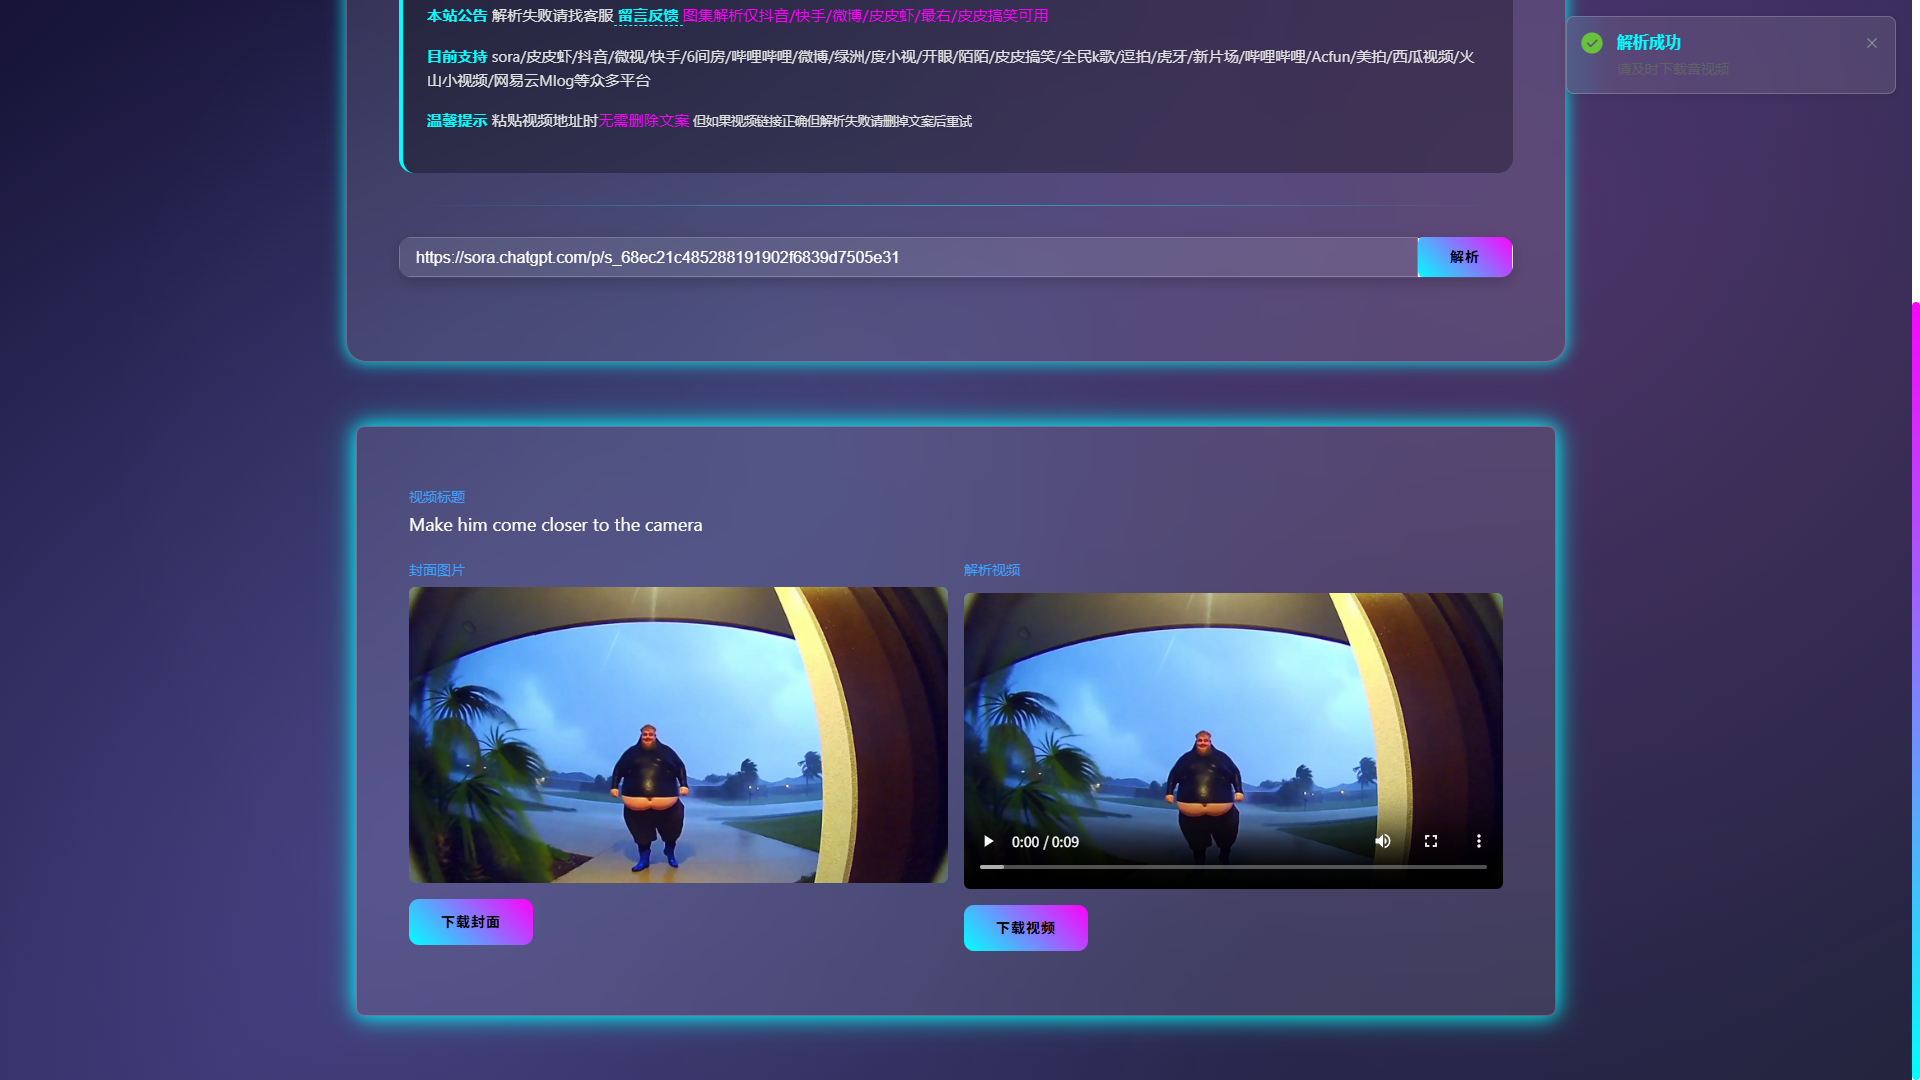 本站公告 解析失败请找客服 留言反馈 图集解析仅抖音/快手/微博/皮皮虾/最右/皮皮搞笑可用
解析成功
请及时下载音视频
目前支持 sora/皮皮虾/抖音/微视/快手/6间房/哔哩哔哩/微博/绿洲/度小视/开眼/陌陌/皮皮搞笑/全民k歌/逗拍/虎牙/新片场/哔哩哔哩/Acfun/美拍/西瓜视频/火
山小视频/网易云Mlog等众多平台
温馨提示 粘贴视频地址时无需删除文案 但如果视频链接正确但解析失败请删掉文案后重试
https://sora.chatgpt.com/p/s_68ec21c485288191902f6839d7505e31
解析
视频标题
Make him come closer to the camera
封面图片
解析视频
0:00 / 0:09
下载封面
下载视频